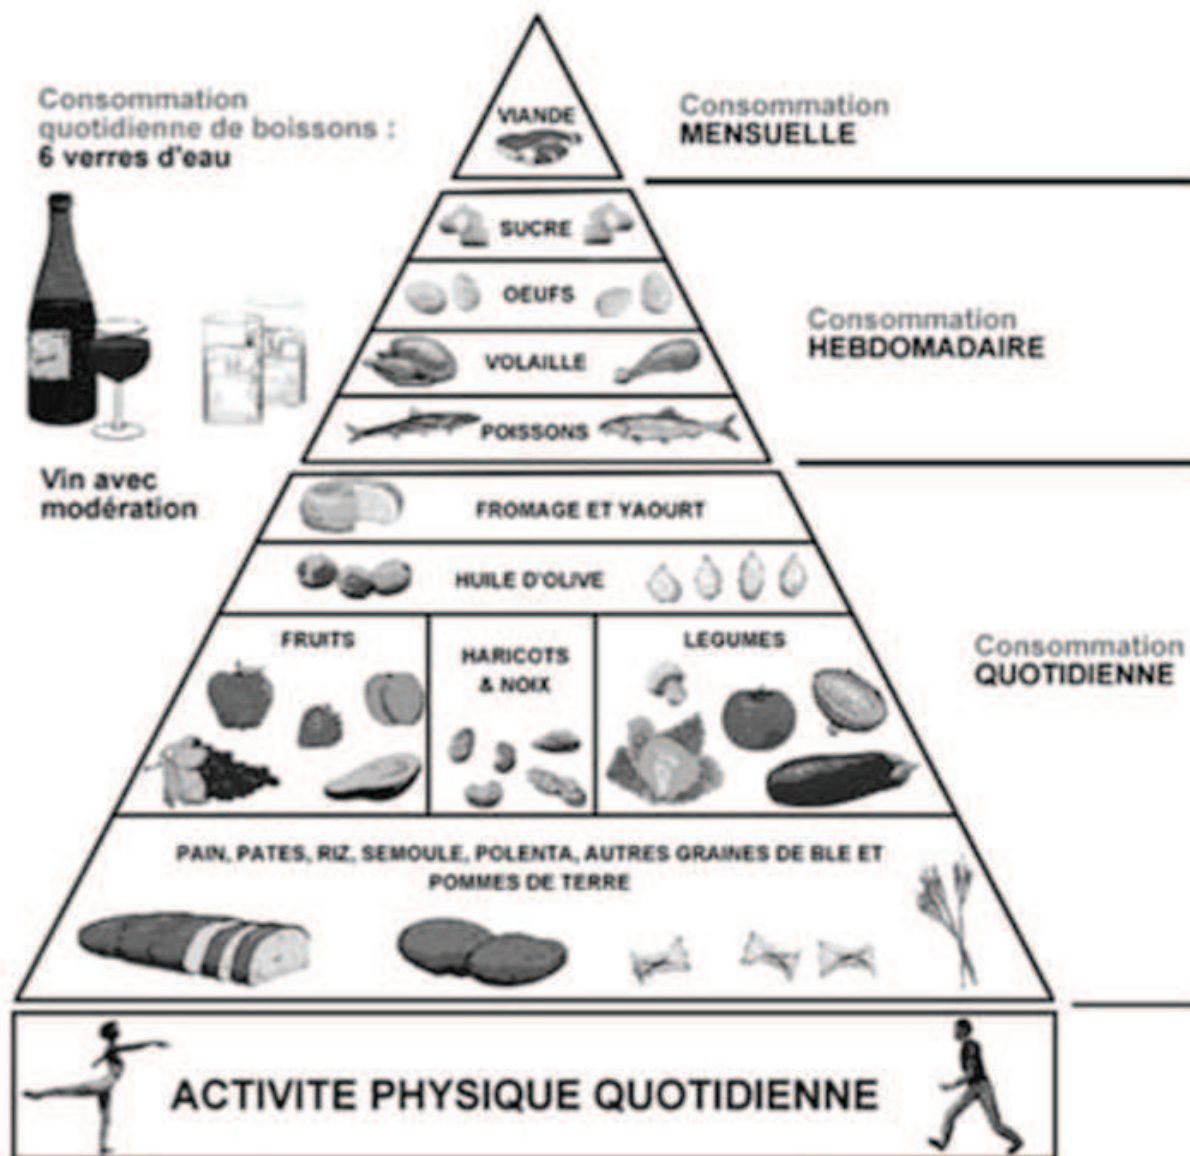 Consommation
quotidienne de boissons :
6 verres d'eau
Vin avec
modération
VIANDE
Consommation
MENSUELLE
SUCRE
OEUFS
VOLAILLE
POISSONS
Consommation
HEBDOMADAIRE
FROMAGE ET YAOURT
HUILE D'OLIVE
FRUITS
HARICOTS
& NOIX
LEGUMES
Consommation
QUOTIDIENNE
PAIN, PATES, RIZ, SEMOULE, POLENTA, AUTRES GRAINES DE BLE ET
POMMES DE TERRE
ACTIVITE PHYSIQUE QUOTIDIENNE